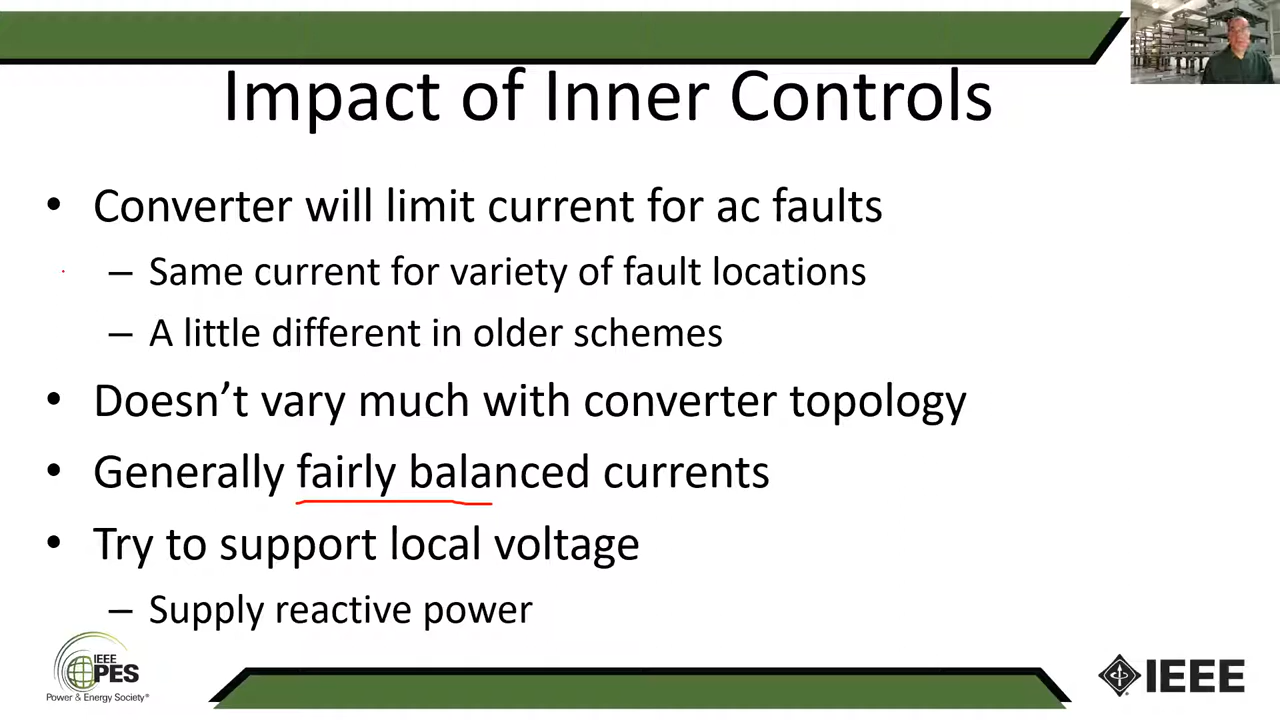 Impact of Inner Controls
• Converter will limit current for ac faults
– Same current for variety of fault locations
– A little different in older schemes
• Doesn’t vary much with converter topology
• Generally fairly balanced currents
• Try to support local voltage
– Supply reactive power
IEEE
PES
Power & Energy Society®
IEEE